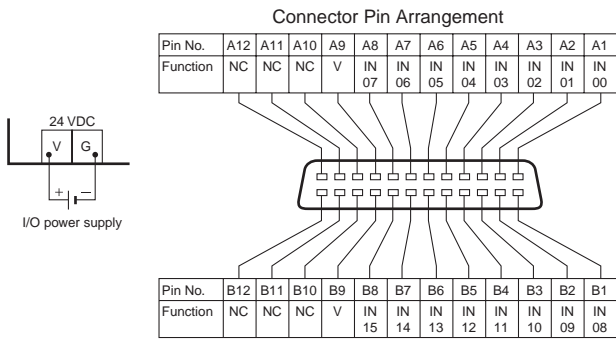 Connector Pin Arrangement
Pin No. A12 A11 A10 A9 A8 A7 A6 A5 A4 A3 A2 A1
Function NC NC NC V IN IN IN IN IN IN IN IN
07 06 05 04 03 02 01 00
24 VDC
V G
+ –
I/O power supply
Pin No. B12 B11 B10 B9 B8 B7 B6 B5 B4 B3 B2 B1
Function NC NC NC V IN IN IN IN IN IN IN IN
15 14 13 12 11 10 09 08